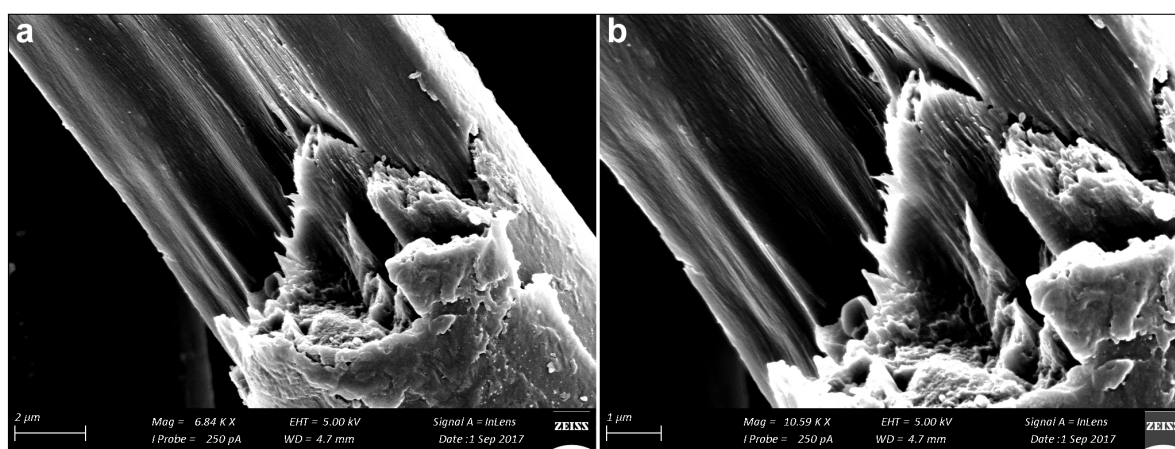 a
2 µm
Mag = 6.84 K X EHT = 5.00 kV Signal A = InLens
I Probe = 250 pA WD = 4.7 mm Date :1 Sep 2017
ZEISS
b
1 µm
Mag = 10.59 K X EHT = 5.00 kV Signal A = InLens
I Probe = 250 pA WD = 4.7 mm Date :1 Sep 2017
ZEISS